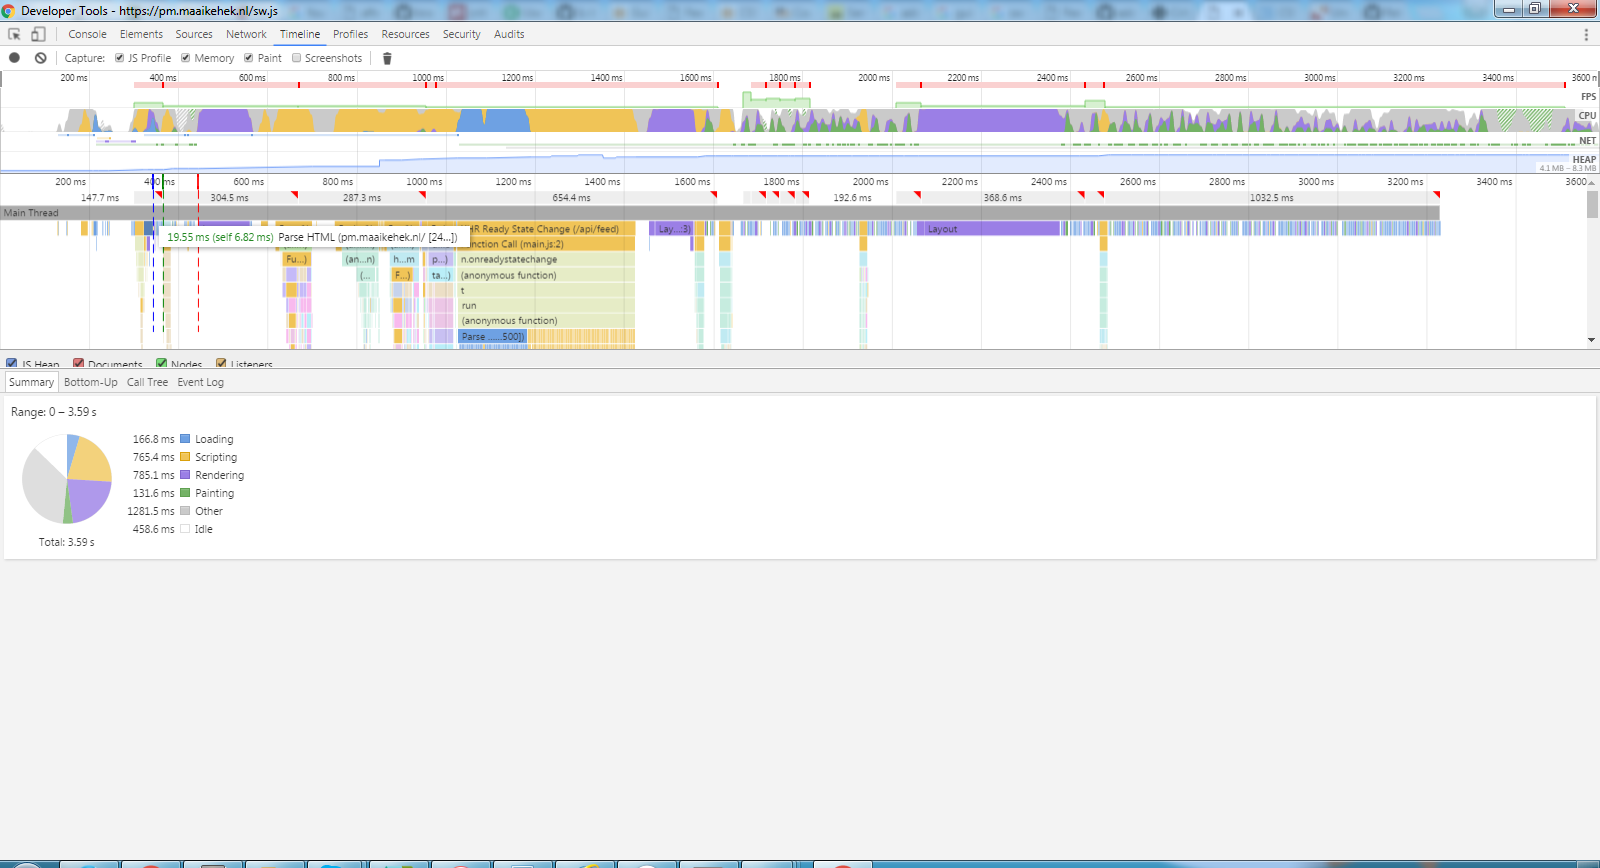 Developer Tools - https://pm.maaikehek.nl/sw.js
Console Elements Sources Network Timeline Profiles Resources Security Audits
Capture: JS Profile Memory Paint Screenshots
200 ms 400 ms 600 ms 800 ms 1000 ms 1200 ms 1400 ms 1600 ms 1800 ms 2000 ms 2200 ms 2400 ms 2600 ms 2800 ms 3000 ms 3200 ms 3400 ms 3600 m
FPS
CPU
NET
HEAP
4.1 MB – 8.3 MB
200 ms 400 ms 600 ms 800 ms 1000 ms 1200 ms 1400 ms 1600 ms 1800 ms 2000 ms 2200 ms 2400 ms 2600 ms 2800 ms 3000 ms 3200 ms 3400 ms 3600
147.7 ms 304.5 ms 287.3 ms 654.4 ms 192.6 ms 368.6 ms 1032.5 ms
Main Thread
HR Ready State Change (/api/feed) Lay...:3) Layout
19.55 ms (self 6.82 ms) Parse HTML (pm.maaikehek.nl/ [24...])
nction Call (main.js:2)
Fu...) (an...n) h...m p...) n.onreadystatechange
(... F...) ta...) (anonymous function)
t
run
(anonymous function)
Parse ......500])
JS Heap Documents Nodes Listeners
Summary Bottom-Up Call Tree Event Log
Range: 0 – 3.59 s
166.8 ms Loading
765.4 ms Scripting
785.1 ms Rendering
131.6 ms Painting
1281.5 ms Other
458.6 ms Idle
Total: 3.59 s